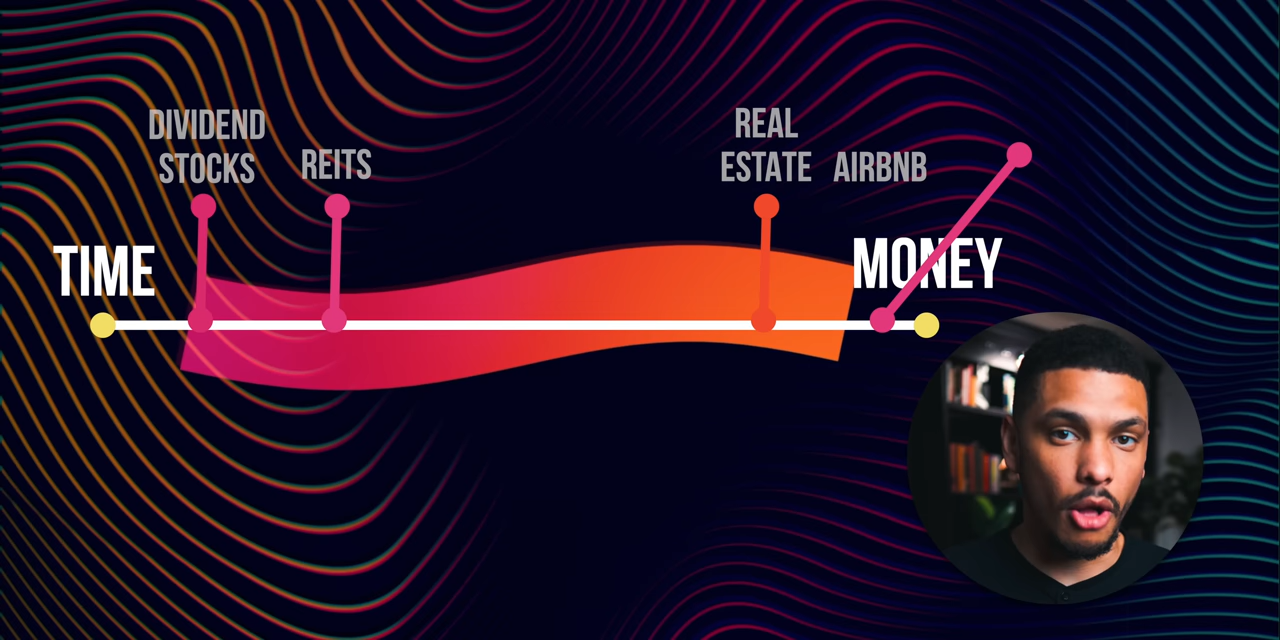 DIVIDEND
STOCKS
REITS
REAL
ESTATE
AIRBNB
TIME
MONEY